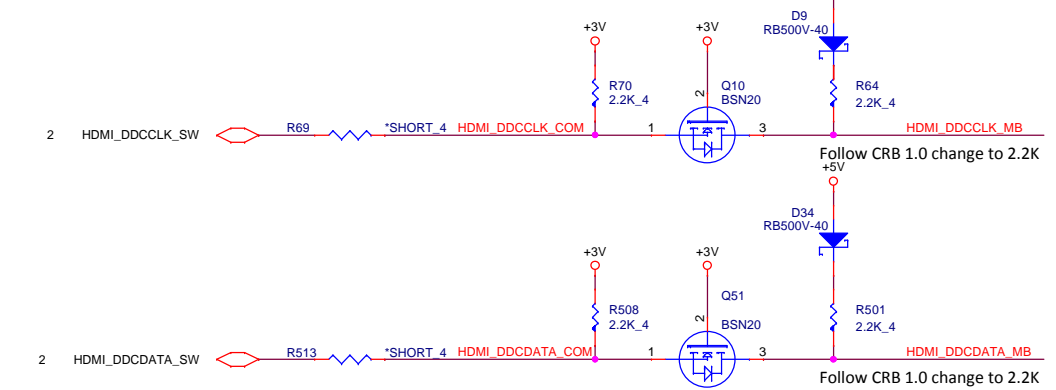 D9
RB500V-40
+3V
+3V
R70
2.2K_4
2
Q10
BSN20
R64
2.2K_4
2 HDMI_DDCCLK_SW R69 *SHORT_4 HDMI_DDCCLK_COM 1 3 HDMI_DDCCLK_MB
Follow CRB 1.0 change to 2.2K
+5V
D34
RB500V-40
+3V
+3V
R508
2.2K_4
2
Q51
BSN20
R501
2.2K_4
2 HDMI_DDCDATA_SW R513 *SHORT_4 HDMI_DDCDATA_COM 1 3 HDMI_DDCDATA_MB
Follow CRB 1.0 change to 2.2K